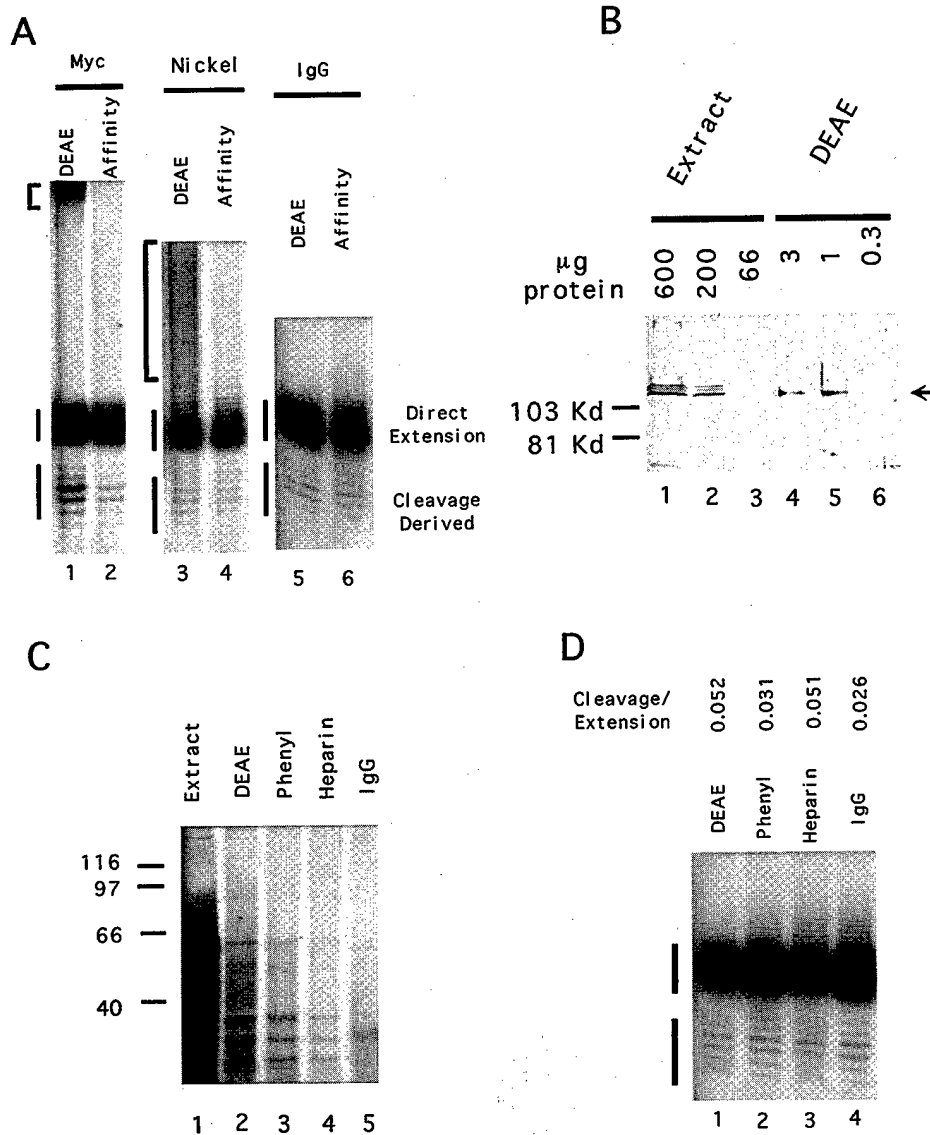 A
Myc
Nickel
IgG
DEAE
Affinity
DEAE
Affinity
DEAE
Affinity
Direct
Extension
Cleavage
Derived
1 2 3 4 5 6
B
Extract
DEAE
µg
protein
600 200 66 3 1 0.3
103 Kd
81 Kd
1 2 3 4 5 6
C
Extract
DEAE
Phenyl
Heparin
IgG
116
97
66
40
1 2 3 4 5
D
Cleavage/
Extension
0.052 0.031 0.051 0.026
DEAE
Phenyl
Heparin
IgG
1 2 3 4